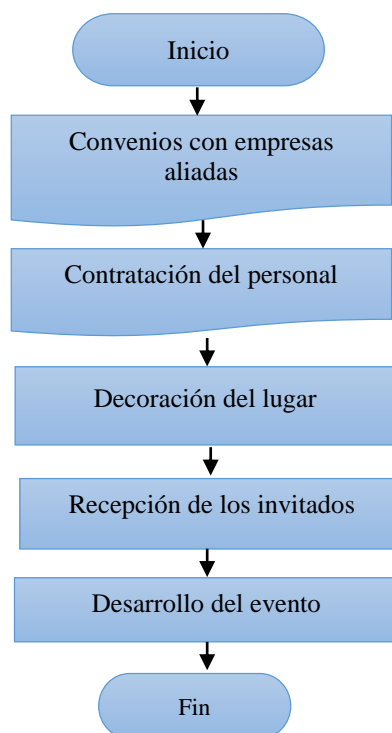 Inicio
Convenios con empresas
aliadas
Contratación del personal
Decoración del lugar
Recepción de los invitados
Desarrollo del evento
Fin